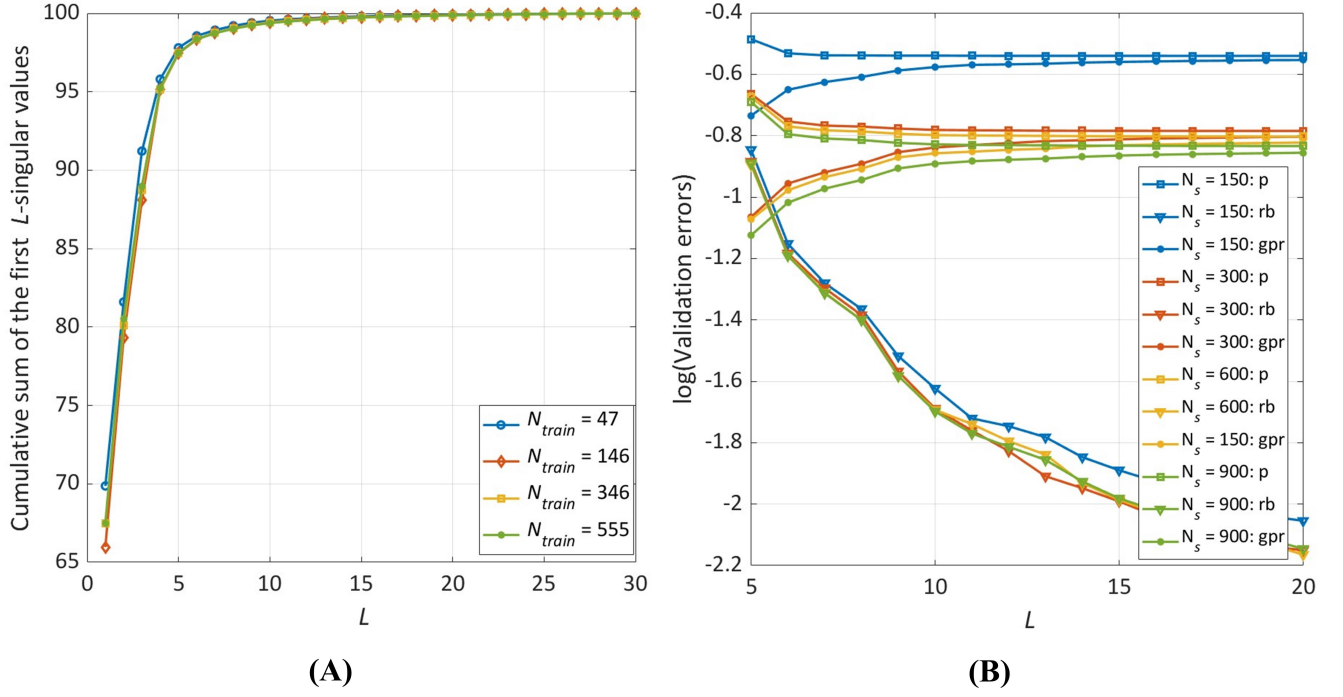 100
95
90
85
80
75
70
65
0
5
10
15
20
25
30
Cumulative sum of the first L-singular values
L
N_train = 47
N_train = 146
N_train = 346
N_train = 555
(A)
-0.4
-0.6
-0.8
-1
-1.2
-1.4
-1.6
-1.8
-2
-2.2
5
10
15
20
log(Validation errors)
L
N_s = 150: p
N_s = 150: rb
N_s = 150: gpr
N_s = 300: p
N_s = 300: rb
N_s = 300: gpr
N_s = 600: p
N_s = 600: rb
N_s = 150: gpr
N_s = 900: p
N_s = 900: rb
N_s = 900: gpr
(B)